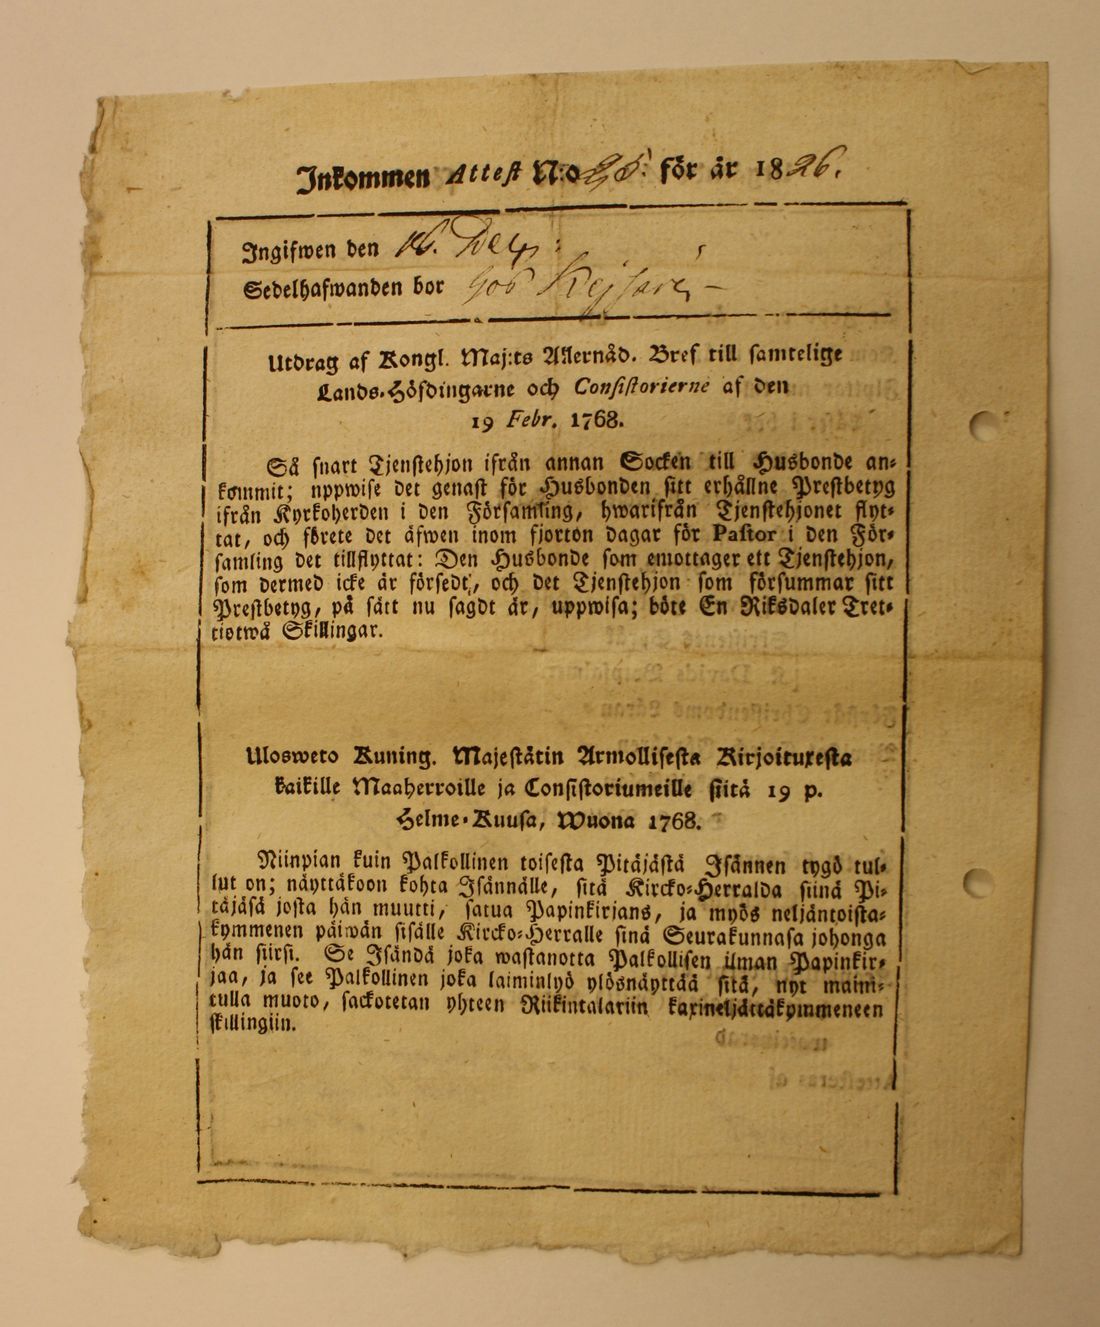 Inkommen Attest N:o 25: för år 1826.
Ingifwen den 16. Dec:
Sedelhafwanden bor hos Kejsare
Utdrag af Kongl. Maj:ts Allernåd. Bref till samtelige
Lands-Höfdingarne och Consistorierne af den
19 Febr. 1768.
Så snart Tjenstehjon ifrån annan Socken till Husbonde an-
kommit; uppwise det genast för Husbonden sitt erhållne Prestbetyg
ifrån Kyrkoherden i den Församling, hwarifrån Tjenstehjonet flyt-
tat, och förete det äfwen inom fjorton dagar för Pastor i den För-
samling det tillflyttat: Den Husbonde som emottager ett Tjenstehjon,
som dermed icke är försedt, och det Tjenstehjon som försummar sitt
Prestbetyg, på sätt nu sagdt är, uppwisa; böte En Riksdaler Tret-
tiotwå Skillingar.
Ulosweto Kuning. Majestätin Armollisesta Kirjoituxesta
kaikille Maaherroille ja Consistoriumeille siitä 19 p.
Helme-Kuusa, Wuona 1768.
Niinpian kuin Palkollinen toisesta Pitäjästä Isännen tygö tul-
lut on; näyttäkoon kohta Isännälle, sitä Kircko-Herralda siinä Pi-
täjäsä josta hän muutti, satua Papinkirjans, ja myös neljäntoista-
kymmenen päiwän sisälle Kircko-Herralle sinä Seurakunnasa johonga
hän siirsi. Se Isändä joka wastanotta Palkollisen ilman Papinkir-
jaa, ja see Palkollinen joka laiminlyö ylösnäyttää sitä, nyt maini-
tulla muoto, sackotetan yhteen Riikintalariin kaxineljättäkymmeneen
skillingiin.